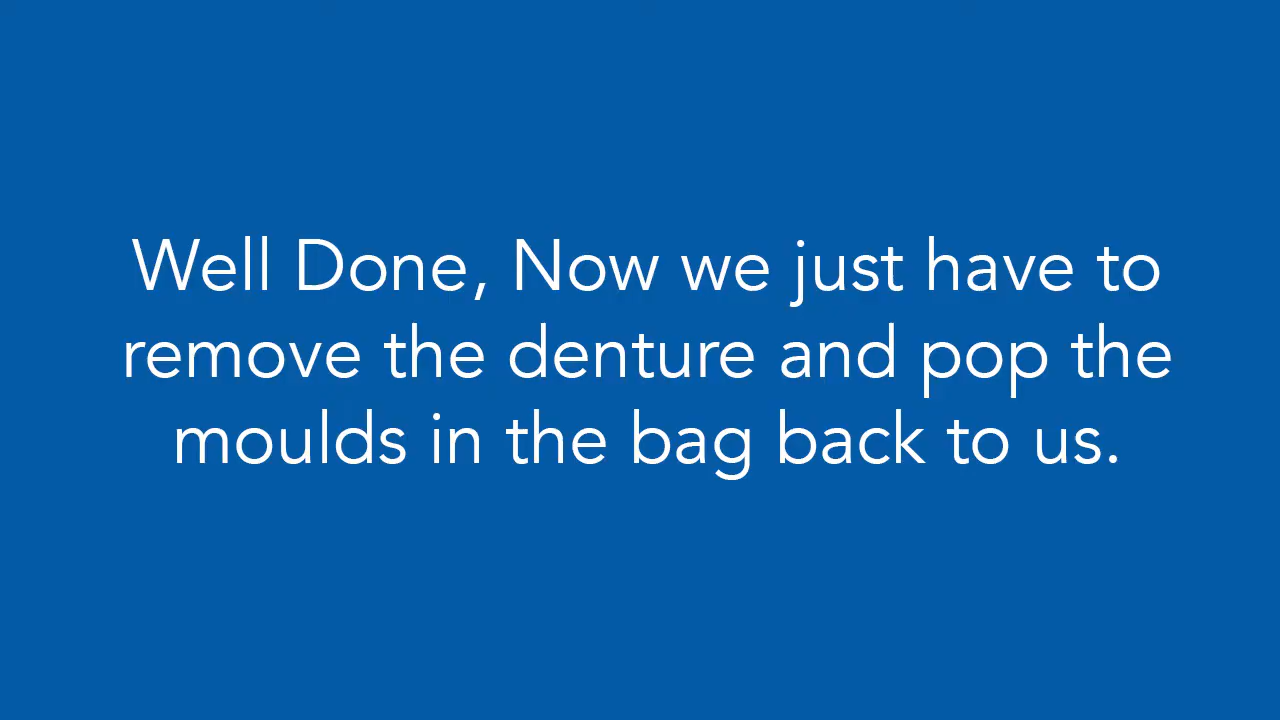 Well Done, Now we just have to
remove the denture and pop the
moulds in the bag back to us.